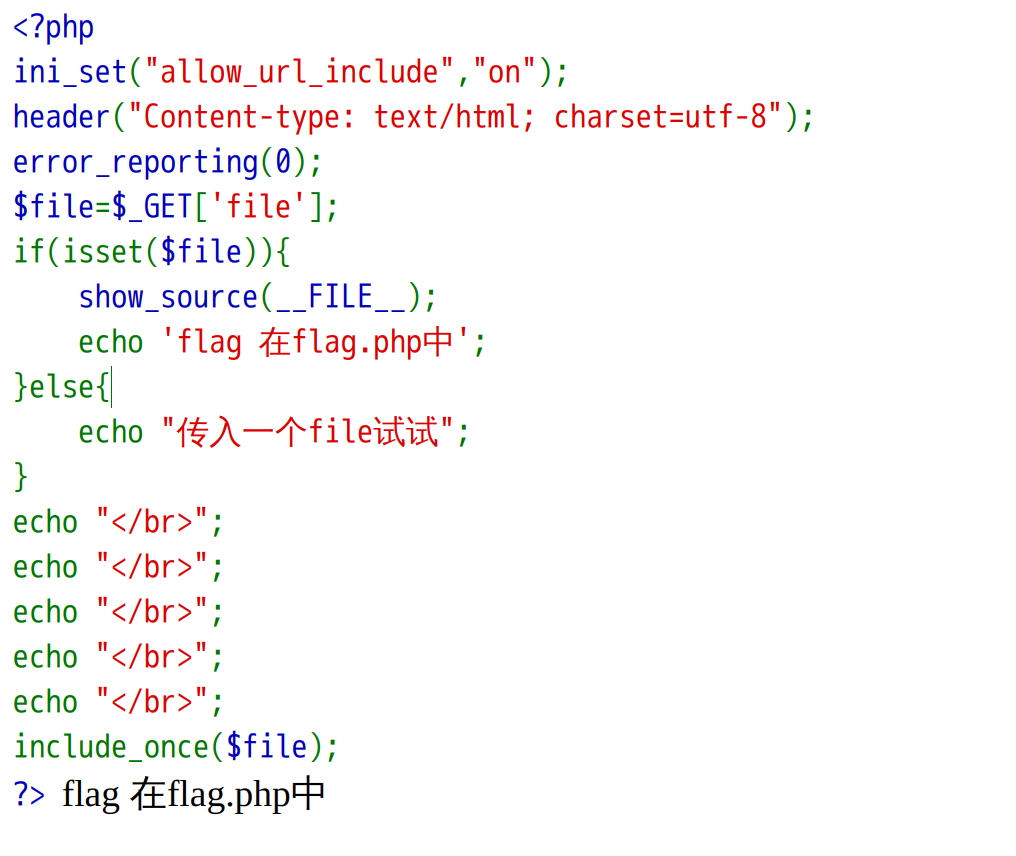 <?php
ini_set("allow_url_include","on");
header("Content-type: text/html; charset=utf-8");
error_reporting(0);
$file=$_GET['file'];
if(isset($file)){
    show_source(__FILE__);
    echo 'flag 在flag.php中';
}else{
    echo "传入一个file试试";
}
echo "</br>";
echo "</br>";
echo "</br>";
echo "</br>";
echo "</br>";
include_once($file);
?> flag 在flag.php中